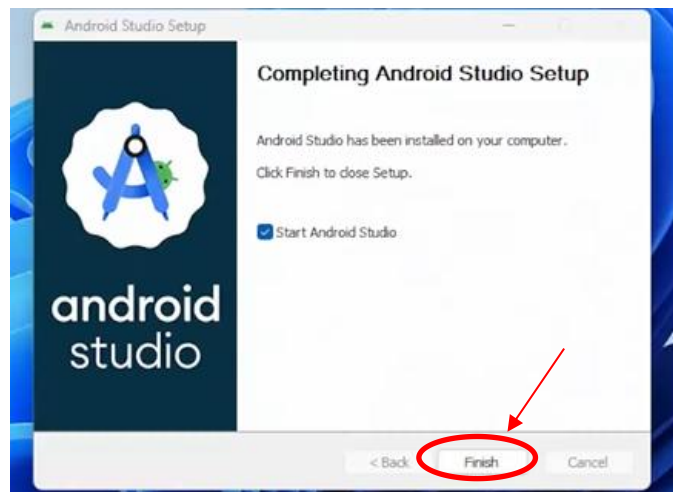 Android Studio Setup
Completing Android Studio Setup
Android Studio has been installed on your computer.
Click Finish to close Setup.
Start Android Studio
android
studio
< Back
Finish
Cancel